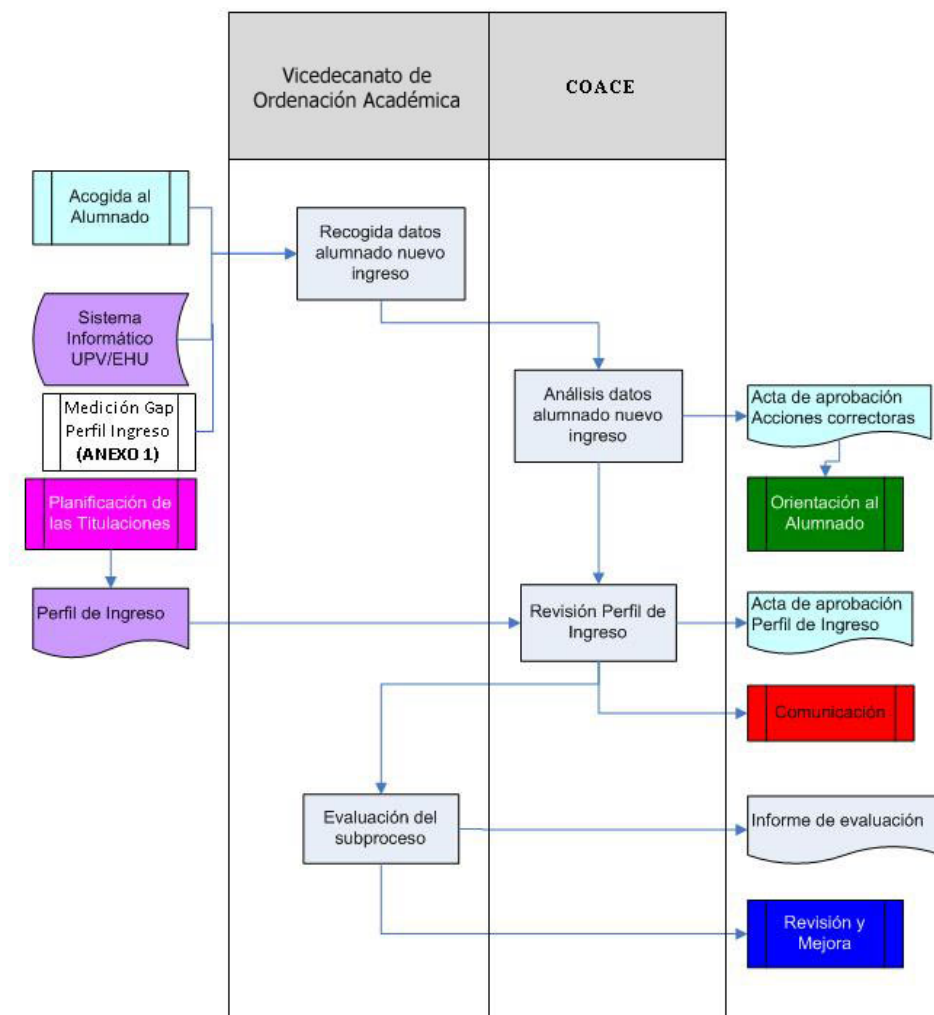 Vicedecanato de
Ordenación Académica
COACE
Acogida al
Alumnado
Recogida datos
alumnado nuevo
ingreso
Sistema
Informático
UPV/EHU
Medición Gap
Perfil Ingreso
(ANEXO 1)
Análisis datos
alumnado nuevo
ingreso
Acta de aprobación
Acciones correctoras
Planificación de
las Titulaciones
Orientación al
Alumnado
Perfil de Ingreso
Revisión Perfil de
Ingreso
Acta de aprobación
Perfil de Ingreso
Comunicación
Evaluación del
subproceso
Informe de evaluación
Revisión y
Mejora